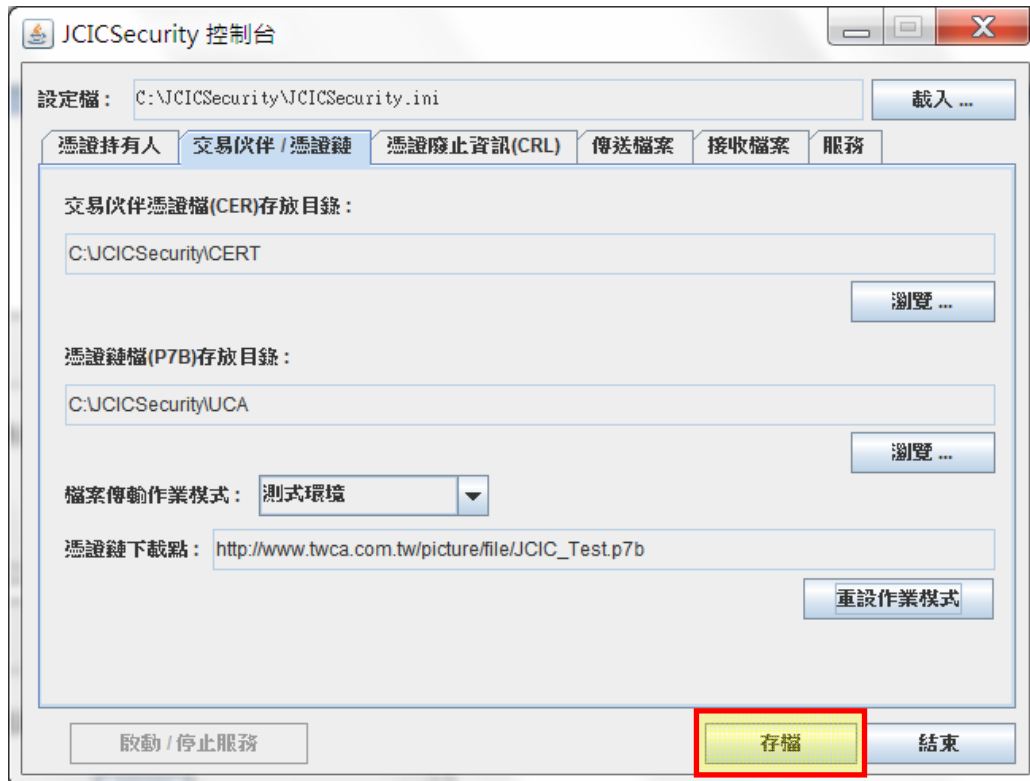 JCICSecurity 控制台
設定檔： C:\JCICSecurity\JCICSecurity.ini 載入 ...
憑證持有人 交易伙伴 / 憑證鏈 憑證廢止資訊(CRL) 傳送檔案 接收檔案 服務
交易伙伴憑證檔(CER)存放目錄：
C:\JCICSecurity\CERT
瀏覽 ...
憑證鏈檔(P7B)存放目錄：
C:\JCICSecurity\UCA
瀏覽 ...
檔案傳輸作業模式： 測式環境
憑證鏈下載點： http://www.twca.com.tw/picture/file/JCIC_Test.p7b
重設作業模式
啟動 / 停止服務 存檔 結束